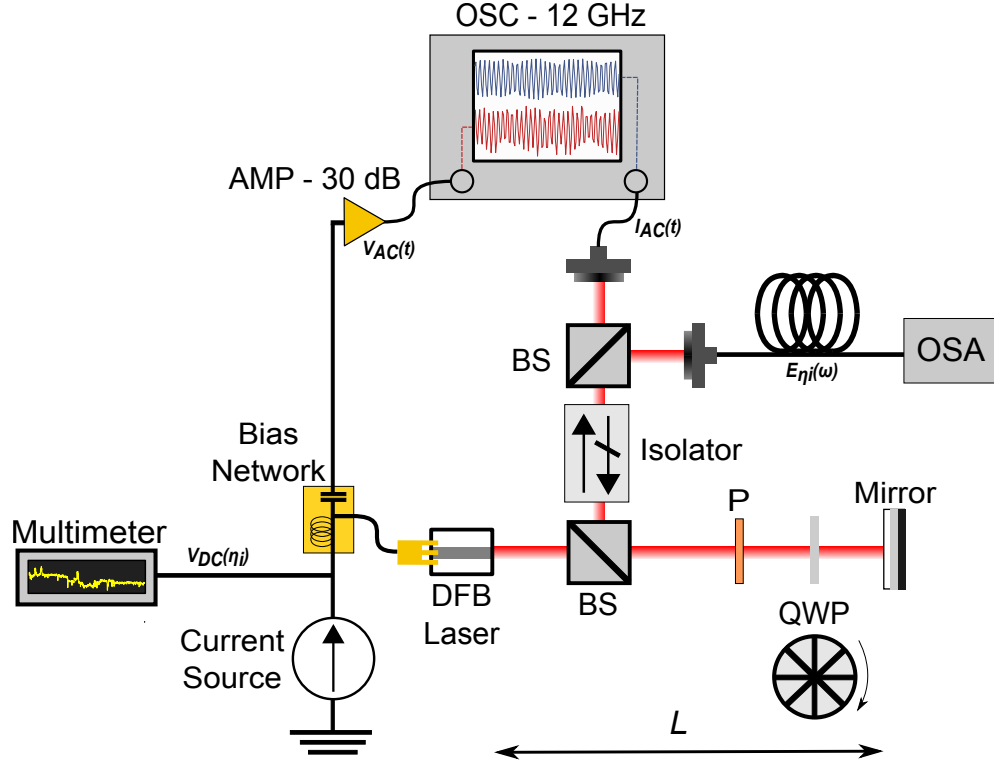 OSC - 12 GHz
AMP - 30 dB
V_AC(t)
I_AC(t)
BS
E_ηi(ω)
OSA
Bias
Network
Isolator
P
Mirror
Multimeter
V_DC(ηi)
DFB
Laser
BS
QWP
Current
Source
L